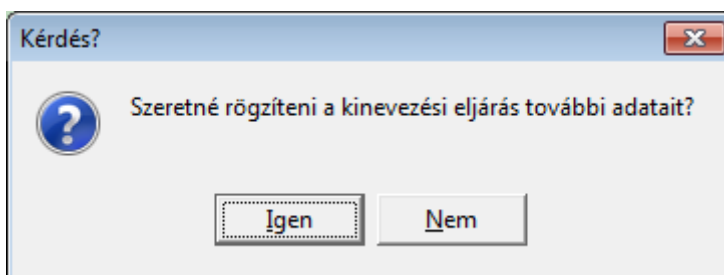 Kérdés?
Szeretné rögzíteni a kinevezési eljárás további adatait?
Igen
Nem